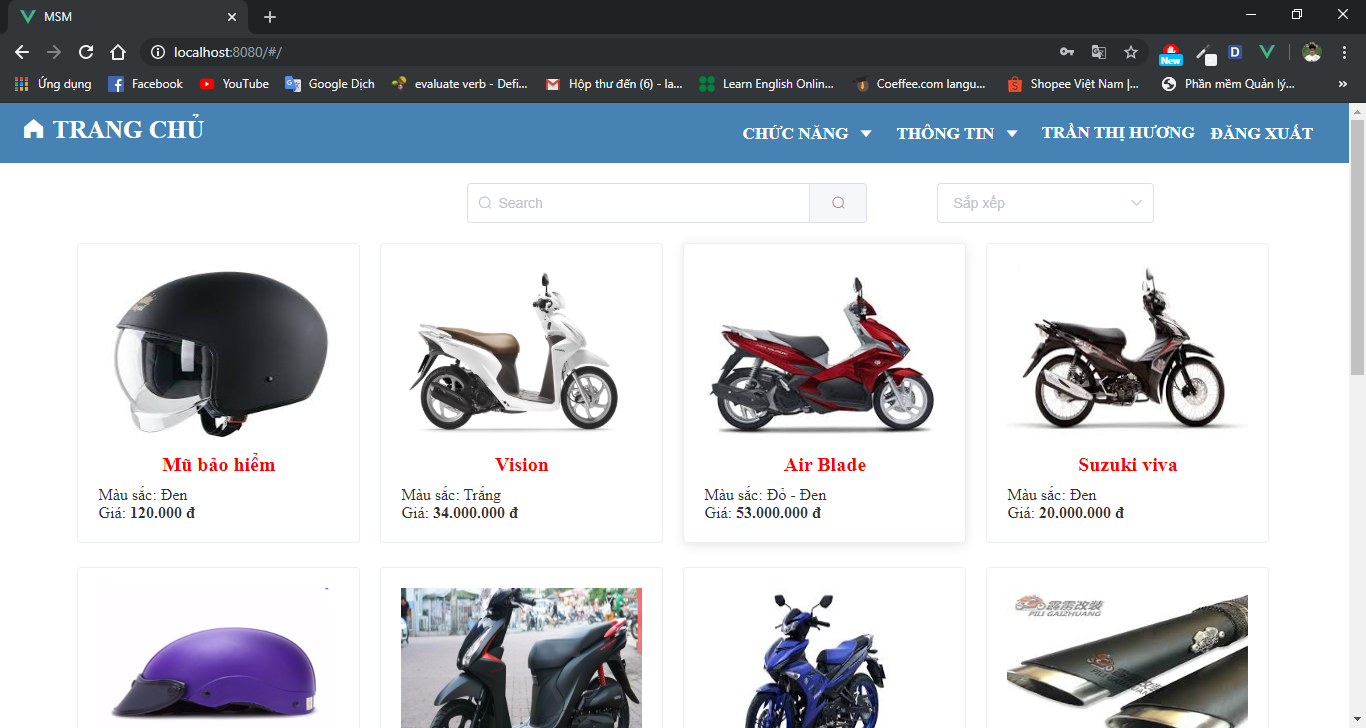 MSM
localhost:8080/#/
New
D
Ứng dụng
Facebook
YouTube
Google Dịch
evaluate verb - Defi...
Hộp thư đến (6) - la...
Learn English Onlin...
Coeffee.com langu...
Shopee Việt Nam |...
Phần mềm Quản lý...
TRANG CHỦ
CHỨC NĂNG
THÔNG TIN
TRẦN THỊ HƯƠNG
ĐĂNG XUẤT
Search
Sắp xếp
Mũ bảo hiểm
Màu sắc: Đen
Giá: 120.000 đ
Vision
Màu sắc: Trắng
Giá: 34.000.000 đ
Air Blade
Màu sắc: Đỏ - Đen
Giá: 53.000.000 đ
Suzuki viva
Màu sắc: Đen
Giá: 20.000.000 đ
霹雳改装
PILI GAIZHUANG